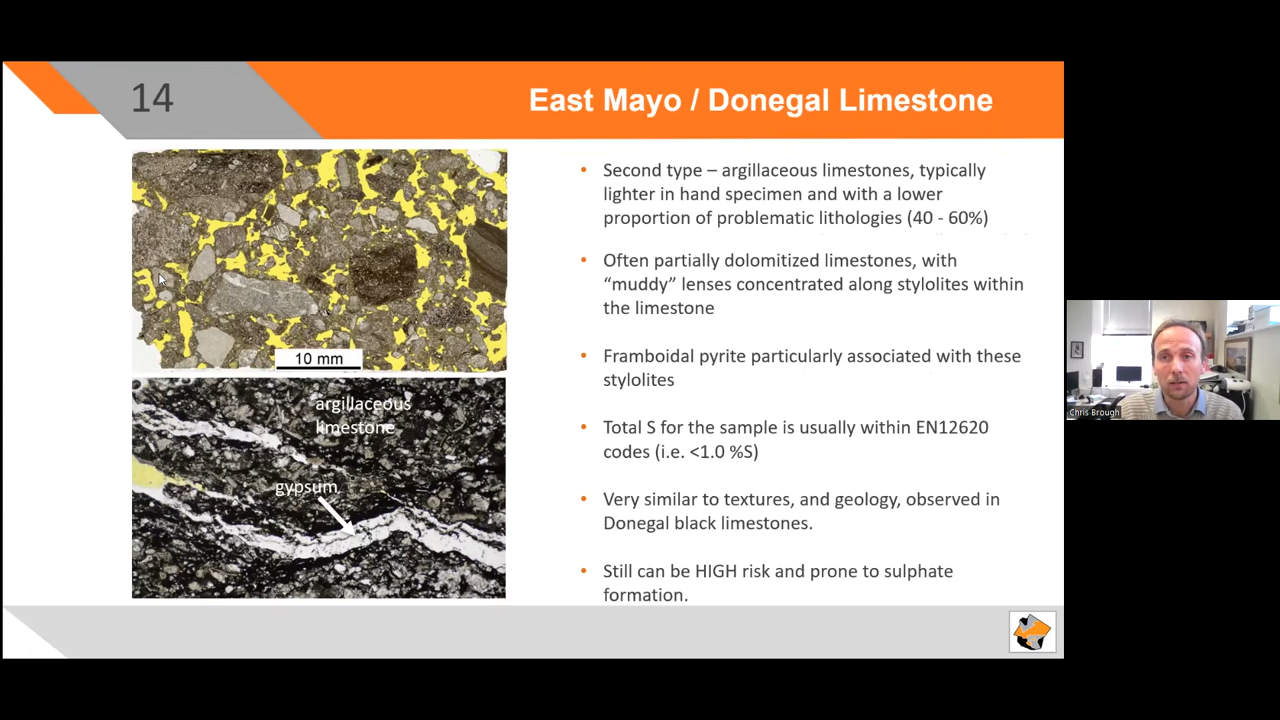 14
East Mayo / Donegal Limestone
10 mm
argillaceous
limestone
gypsum
• Second type – argillaceous limestones, typically
lighter in hand specimen and with a lower
proportion of problematic lithologies (40 - 60%)
• Often partially dolomitized limestones, with
“muddy” lenses concentrated along stylolites within
the limestone
• Framboidal pyrite particularly associated with these
stylolites
• Total S for the sample is usually within EN12620
codes (i.e. <1.0 %S)
• Very similar to textures, and geology, observed in
Donegal black limestones.
• Still can be HIGH risk and prone to sulphate
formation.
Chris Brough